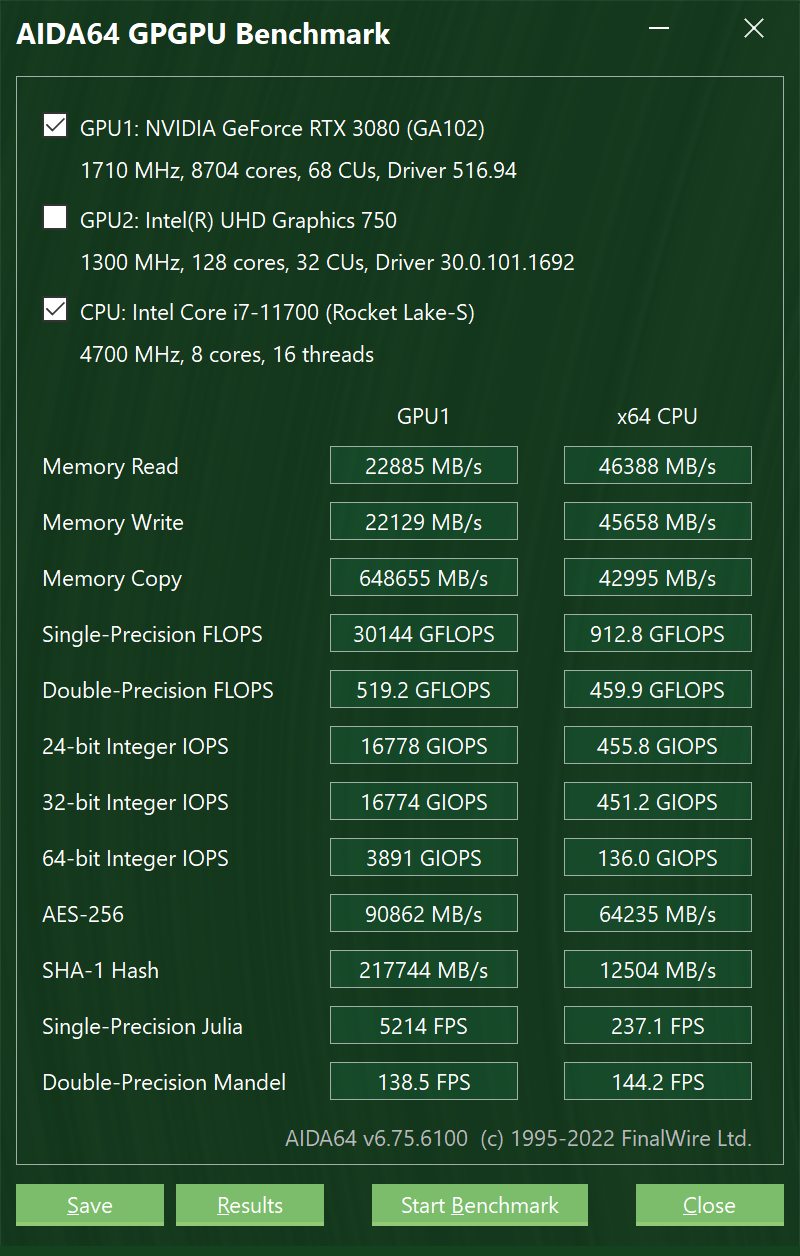 AIDA64 GPGPU Benchmark
GPU1: NVIDIA GeForce RTX 3080 (GA102)
1710 MHz, 8704 cores, 68 CUs, Driver 516.94
GPU2: Intel(R) UHD Graphics 750
1300 MHz, 128 cores, 32 CUs, Driver 30.0.101.1692
CPU: Intel Core i7-11700 (Rocket Lake-S)
4700 MHz, 8 cores, 16 threads
GPU1 x64 CPU
Memory Read 22885 MB/s 46388 MB/s
Memory Write 22129 MB/s 45658 MB/s
Memory Copy 648655 MB/s 42995 MB/s
Single-Precision FLOPS 30144 GFLOPS 912.8 GFLOPS
Double-Precision FLOPS 519.2 GFLOPS 459.9 GFLOPS
24-bit Integer IOPS 16778 GIOPS 455.8 GIOPS
32-bit Integer IOPS 16774 GIOPS 451.2 GIOPS
64-bit Integer IOPS 3891 GIOPS 136.0 GIOPS
AES-256 90862 MB/s 64235 MB/s
SHA-1 Hash 217744 MB/s 12504 MB/s
Single-Precision Julia 5214 FPS 237.1 FPS
Double-Precision Mandel 138.5 FPS 144.2 FPS
AIDA64 v6.75.6100 (c) 1995-2022 FinalWire Ltd.
Save Results Start Benchmark Close